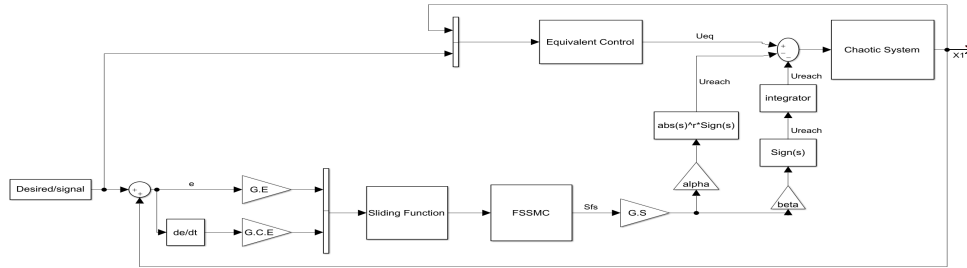 Equivalent Control
Ueq
+
−
−
Chaotic System
X1
Ureach
Ureach
integrator
abs(s)^r*Sign(s)
Ureach
Sign(s)
Desired/signal
+
+
e
G.E
alpha
beta
Sliding Function
FSSMC
Sfs
G.S
de/dt
G.C.E